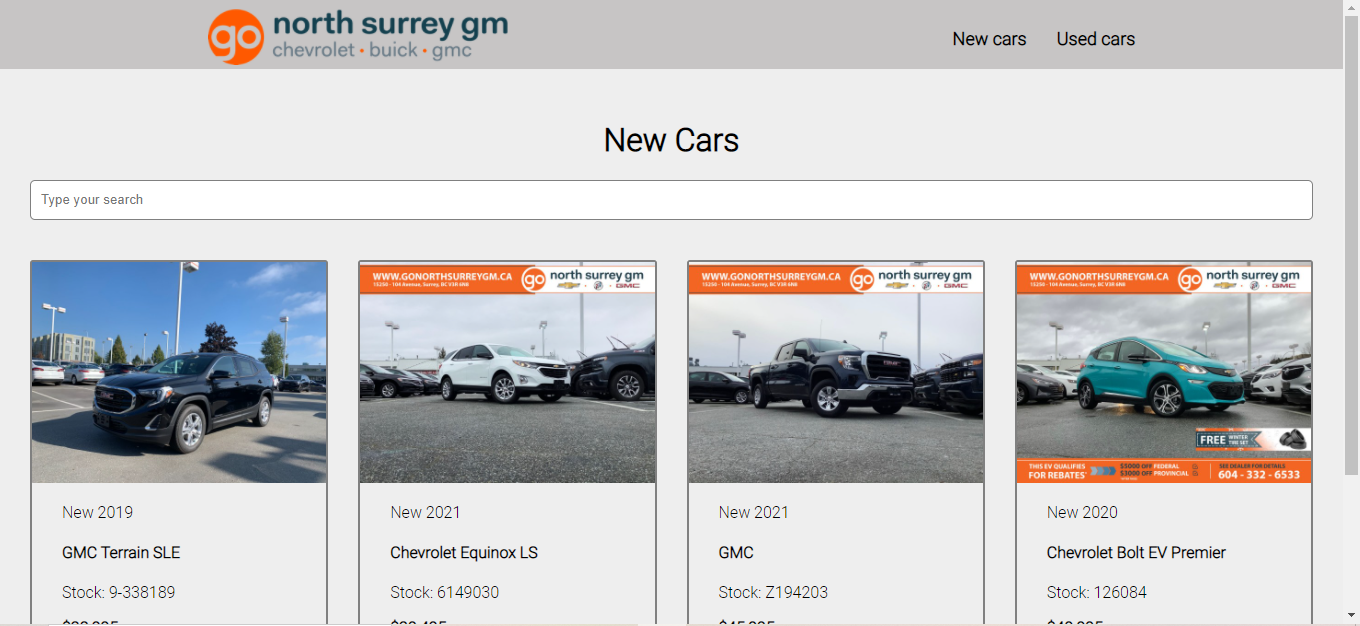 go north surrey gm
chevrolet • buick • gmc
New cars Used cars
New Cars
Type your search
WWW.GONORTHSURREYGM.CA go north surrey gm
15250 - 104 Avenue, Surrey, BC V3R 6N8 GMC
WWW.GONORTHSURREYGM.CA go north surrey gm
15250 - 104 Avenue, Surrey, BC V3R 6N8 GMC
WWW.GONORTHSURREYGM.CA go north surrey gm
15250 - 104 Avenue, Surrey, BC V3R 6N8 GMC
FREE WINTER TIRE SET
THIS EV QUALIFIES
FOR REBATES*
$5000 OFF FEDERAL
$3000 OFF PROVINCIAL
SEE DEALER FOR DETAILS
604 - 332 - 6533
New 2019
GMC Terrain SLE
Stock: 9-338189
New 2021
Chevrolet Equinox LS
Stock: 6149030
New 2021
GMC
Stock: Z194203
New 2020
Chevrolet Bolt EV Premier
Stock: 126084